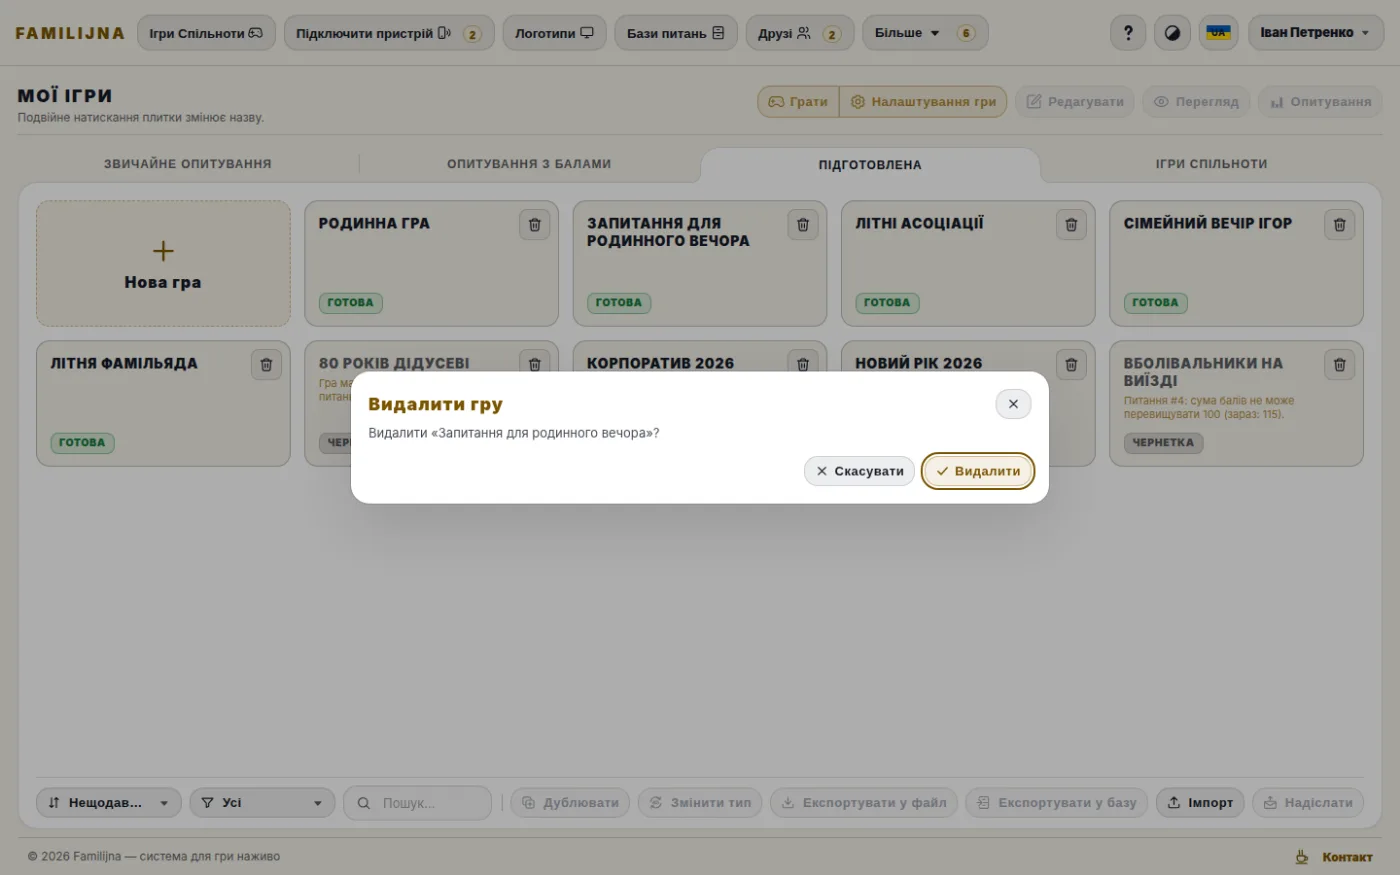 FAMILIJNA
Ігри Спільноти
Підключити пристрій 2
Логотипи
Бази питань
Друзі 2
Більше 6
?
UA
Іван Петренко
МОЇ ІГРИ
Подвійне натискання плитки змінює назву.
Грати
Налаштування гри
Редагувати
Перегляд
Опитування
ЗВИЧАЙНЕ ОПИТУВАННЯ
ОПИТУВАННЯ З БАЛАМИ
ПІДГОТОВЛЕНА
ІГРИ СПІЛЬНОТИ
Нова гра
РОДИННА ГРА
ГОТОВА
ЗАПИТАННЯ ДЛЯ
РОДИННОГО ВЕЧОРА
ГОТОВА
ЛІТНІ АСОЦІАЦІЇ
ГОТОВА
СІМЕЙНИЙ ВЕЧІР ІГОР
ГОТОВА
ЛІТНЯ ФАМІЛЬЯДА
ГОТОВА
80 РОКІВ ДІДУСЕВІ
Гра
КОРПОРАТИВ 2026
НОВИЙ РІК 2026
ВБОЛІВАЛЬНИКИ НА
ВИЇЗДІ
Питання #4: сума балів не може
перевищувати 100 (зараз: 115).
ЧЕРНЕТКА
Видалити гру
Видалити «Запитання для родинного вечора»?
Скасувати
Видалити
Нещодав...
Усі
Пошук...
Дублювати
Змінити тип
Експортувати у файл
Експортувати у базу
Імпорт
Надіслати
© 2026 Familijna — система для гри наживо
Контакт